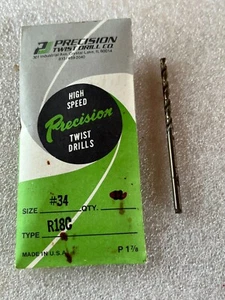 PRECISION
TWIST DRILL CO.
HIGH
SPEED
Precision
TWIST
DRILLS
SIZE #34 QTY.
TYPE R18C
MADE IN U.S.A. P 1⅞